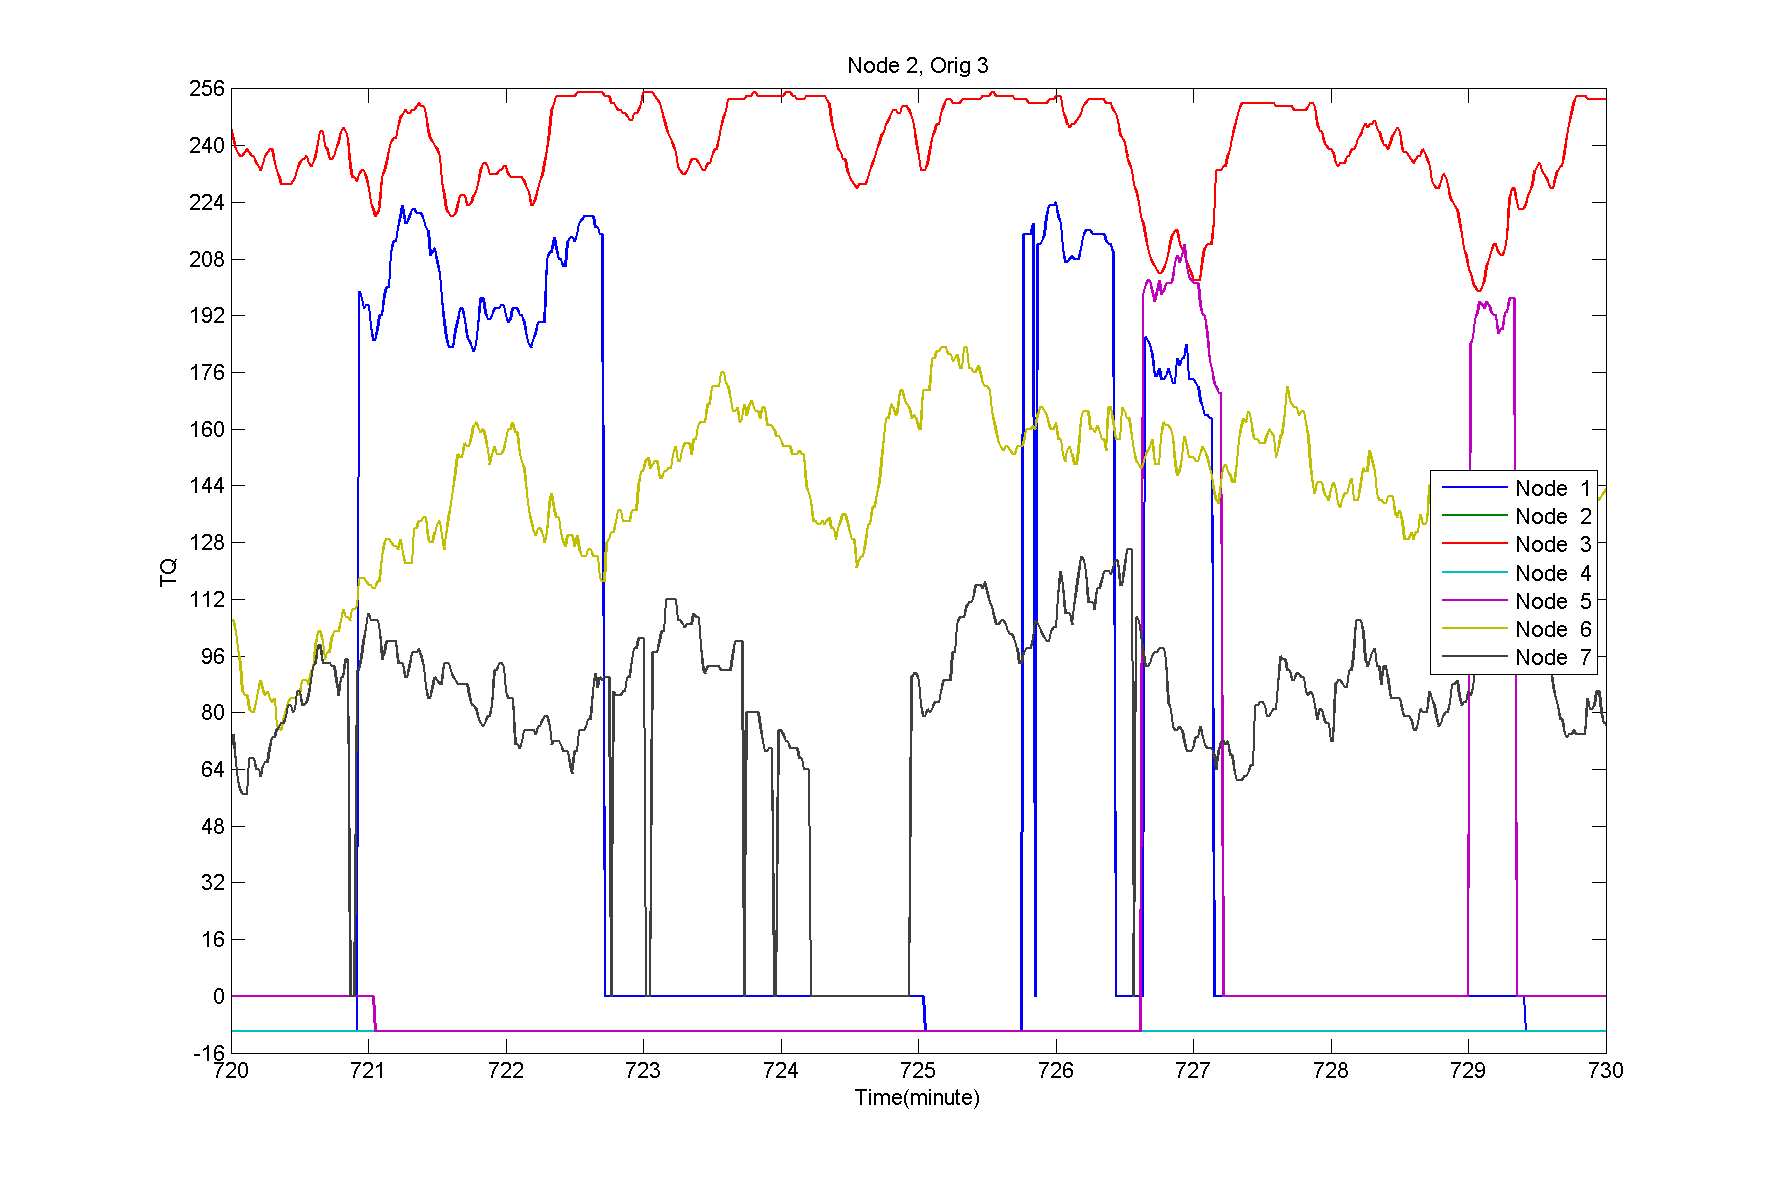 Node 2, Orig 3
256
240
224
208
192
176
160
144
128
112
96
80
64
48
32
16
0
-16
TQ
Node 1
Node 2
Node 3
Node 4
Node 5
Node 6
Node 7
720 721 722 723 724 725 726 727 728 729 730
Time(minute)